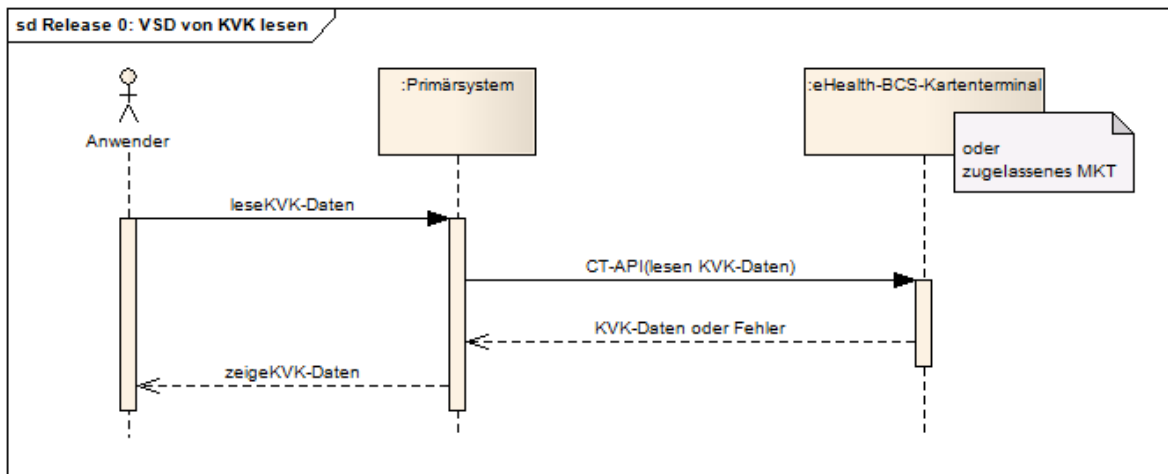 sd Release 0: VSD von KVK lesen
Anwender
:Primärsystem
:eHealth-BCS-Kartenterminal
oder
zugelassenes MKT
leseKVK-Daten
CT-API(lesen KVK-Daten)
KVK-Daten oder Fehler
zeigeKVK-Daten